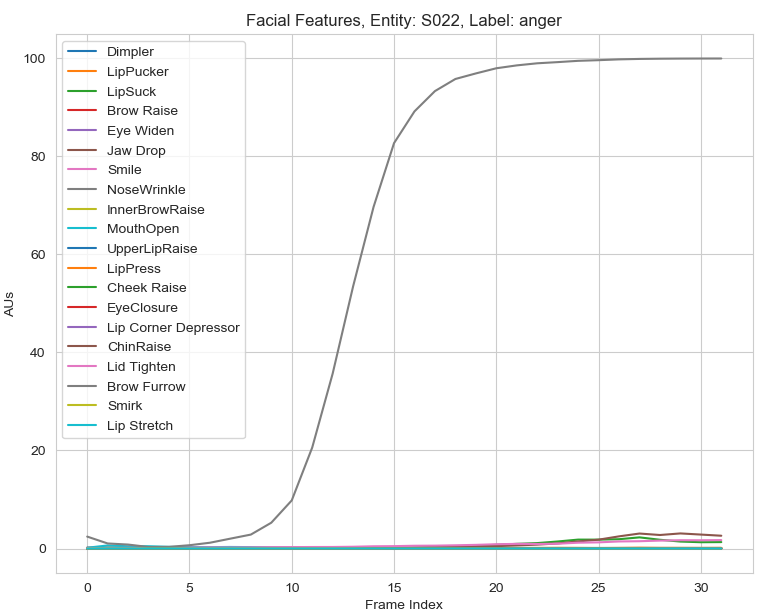 Facial Features, Entity: S022, Label: anger
Dimpler
LipPucker
LipSuck
Brow Raise
Eye Widen
Jaw Drop
Smile
NoseWrinkle
InnerBrowRaise
MouthOpen
UpperLipRaise
LipPress
Cheek Raise
EyeClosure
Lip Corner Depressor
ChinRaise
Lid Tighten
Brow Furrow
Smirk
Lip Stretch
100
80
60
40
20
0
AUs
0 5 10 15 20 25 30
Frame Index